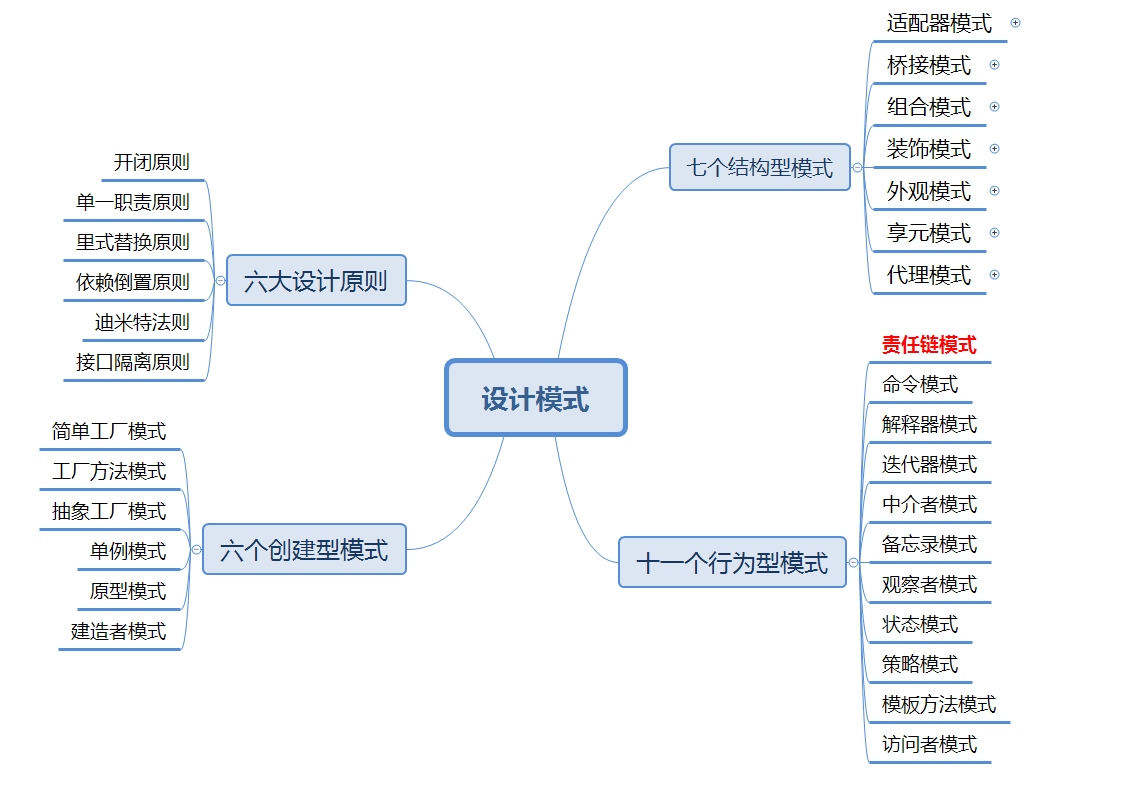 设计模式
六大设计原则
开闭原则
单一职责原则
里式替换原则
依赖倒置原则
迪米特法则
接口隔离原则
六个创建型模式
简单工厂模式
工厂方法模式
抽象工厂模式
单例模式
原型模式
建造者模式
七个结构型模式
适配器模式
桥接模式
组合模式
装饰模式
外观模式
享元模式
代理模式
十一个行为型模式
责任链模式
命令模式
解释器模式
迭代器模式
中介者模式
备忘录模式
观察者模式
状态模式
策略模式
模板方法模式
访问者模式